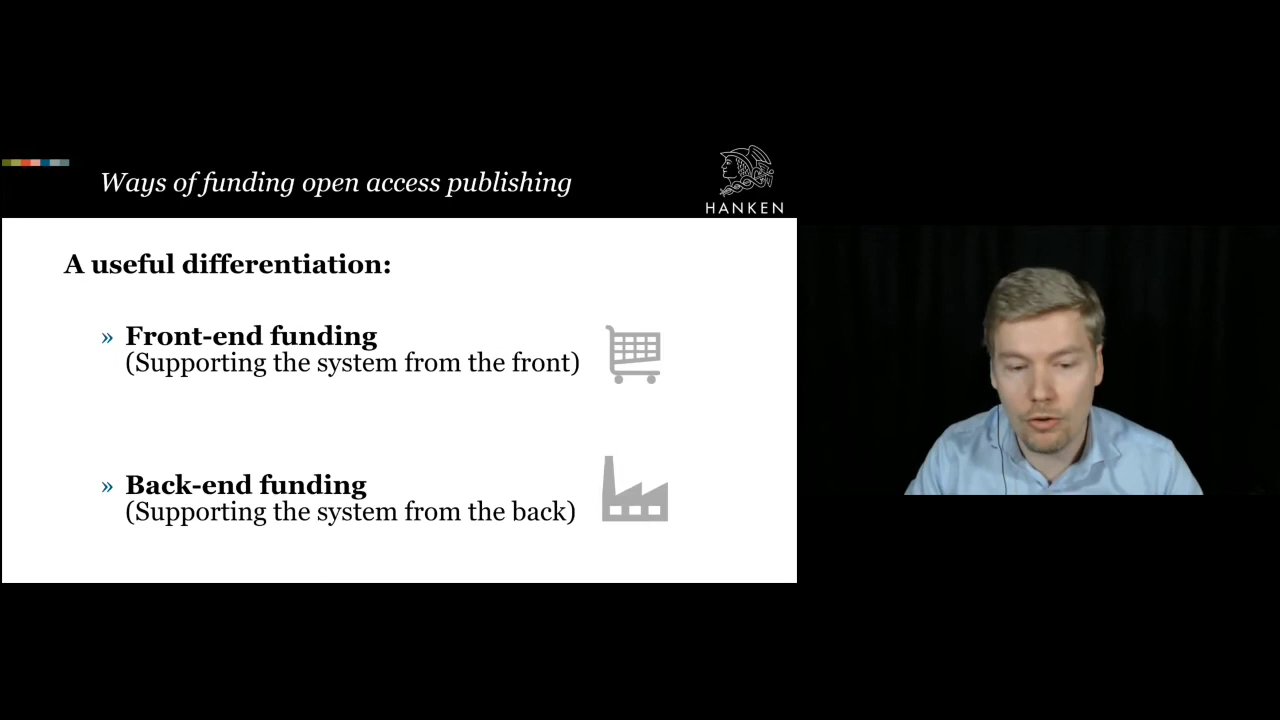 Ways of funding open access publishing
HANKEN
A useful differentiation:
» Front-end funding
(Supporting the system from the front)
» Back-end funding
(Supporting the system from the back)